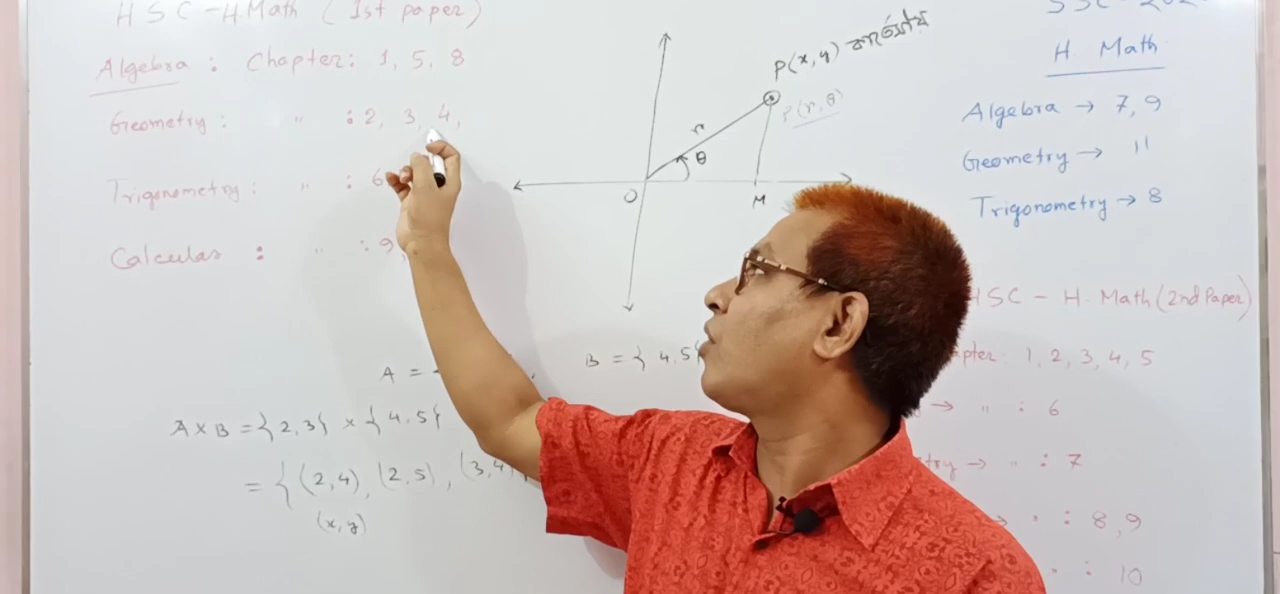 HSC - H.Math ( 1st paper )
Algebra : Chapter : 1, 5, 8
Geometry : " : 2, 3, 4,
Trigonometry : " : 6
Calculas : " : 9,
P(x, y) কার্তেসীয়
P(r, θ)
r
θ
O
M
A =
B = { 4,5}
A × B = {2,3} × {4,5}
= { (2,4), (2,5), (3,4),
(x,y)
H. Math
Algebra → 7, 9
Geometry → 11
Trigonometry → 8
HSC - H. Math (2nd Paper)
: 1, 2, 3, 4, 5
→ " : 6
→ " : 7
" : 8, 9
" : 10